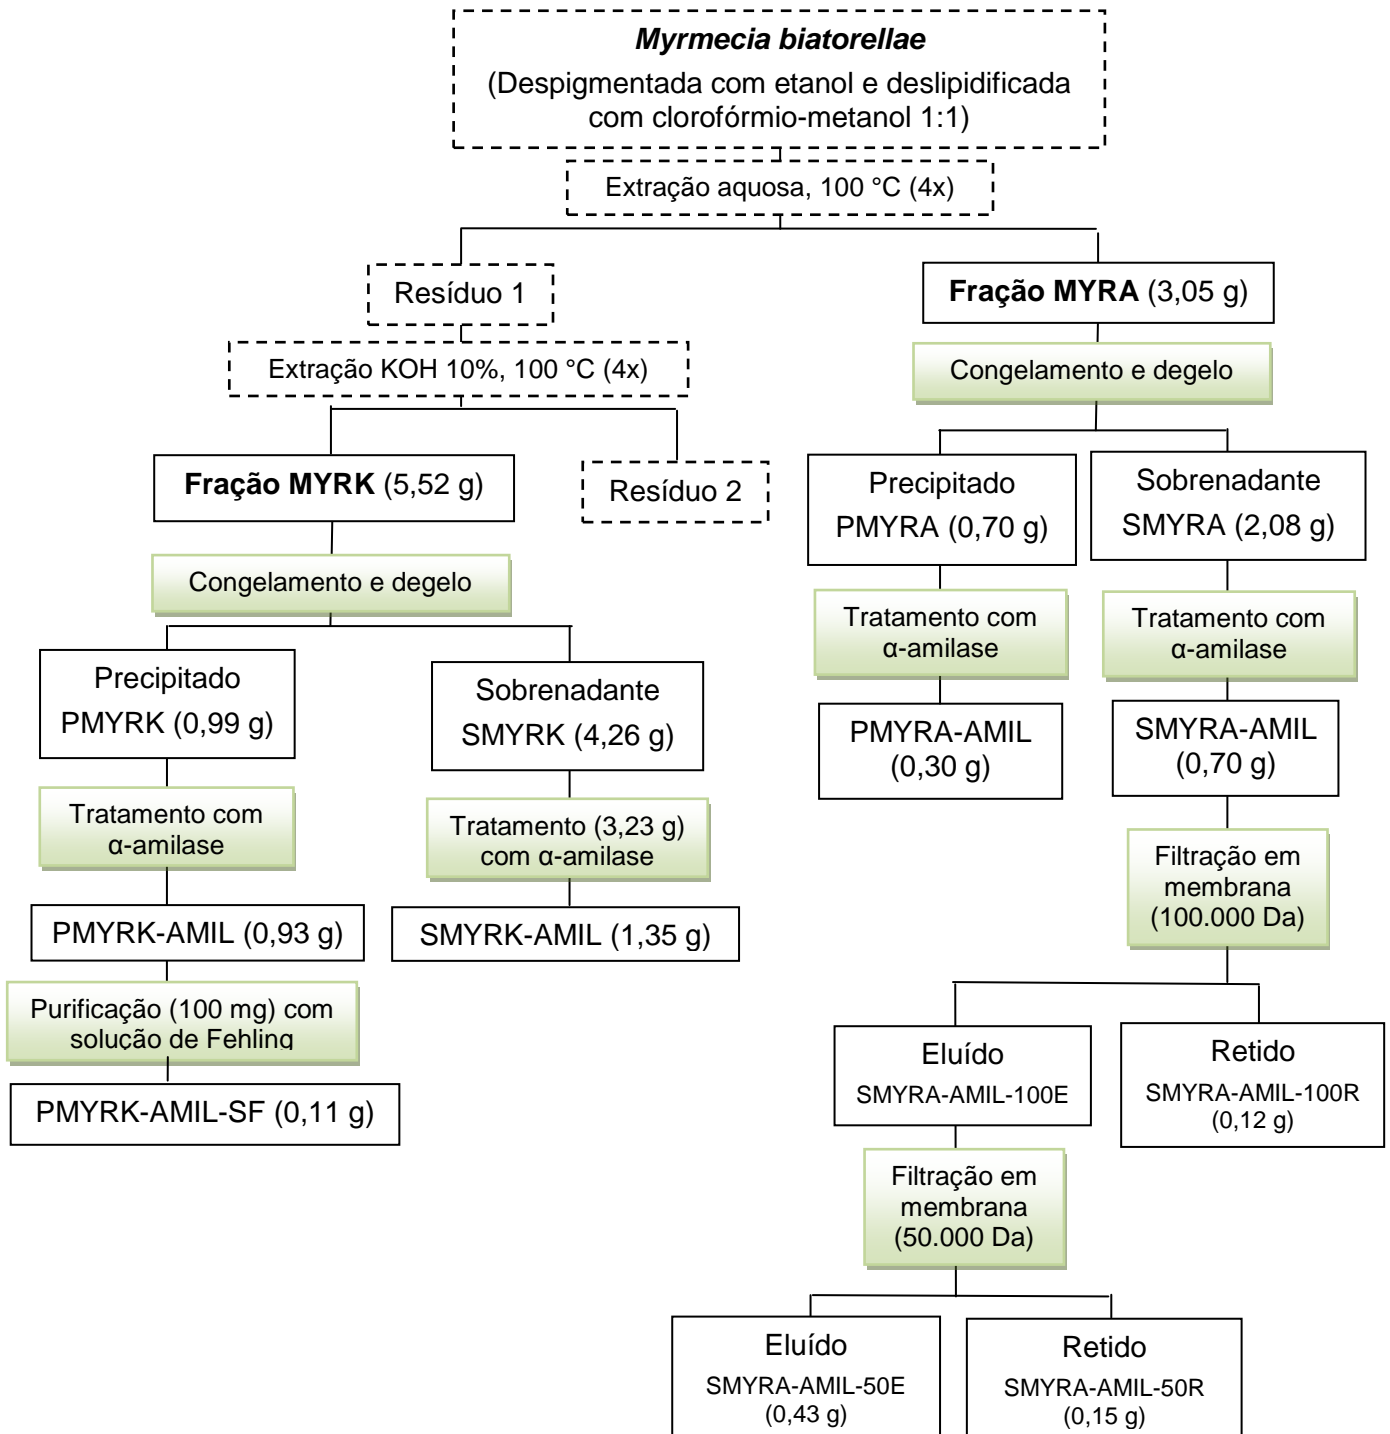 Myrmecia biatorellae
(Despigmentada com etanol e deslipidificada
com clorofórmio-metanol 1:1)
Extração aquosa, 100 °C (4x)
Resíduo 1
Fração MYRA (3,05 g)
Extração KOH 10%, 100 °C (4x)
Congelamento e degelo
Fração MYRK (5,52 g)
Resíduo 2
Precipitado
PMYRA (0,70 g)
Sobrenadante
SMYRA (2,08 g)
Congelamento e degelo
Tratamento com
α-amilase
Tratamento com
α-amilase
Precipitado
PMYRK (0,99 g)
Sobrenadante
SMYRK (4,26 g)
PMYRA-AMIL
(0,30 g)
SMYRA-AMIL
(0,70 g)
Tratamento com
α-amilase
Tratamento (3,23 g)
com α-amilase
Filtração em
membrana
(100.000 Da)
PMYRK-AMIL (0,93 g)
SMYRK-AMIL (1,35 g)
Purificação (100 mg) com
solução de Fehling
Eluído
SMYRA-AMIL-100E
Retido
SMYRA-AMIL-100R
(0,12 g)
PMYRK-AMIL-SF (0,11 g)
Filtração em
membrana
(50.000 Da)
Eluído
SMYRA-AMIL-50E
(0,43 g)
Retido
SMYRA-AMIL-50R
(0,15 g)